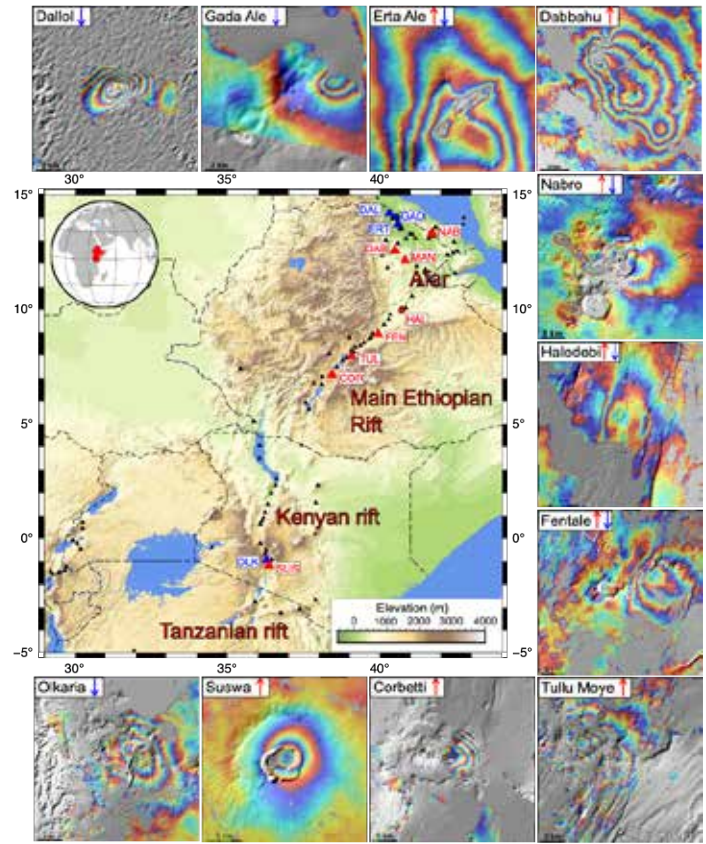 Dallol ↓
Gada Ale ↓
Erta Ale ↑↓
Dabbahu ↑
30°
35°
40°
15°
10°
5°
0°
−5°
DAL
GAD
ERT
NAB
DAB
MAN
Afar
HAL
FEN
TUL
COR
Main Ethiopian
Rift
Kenyan rift
OLK
SUS
Tanzanian rift
Elevation (m)
0 1000 2000 3000 4000
15°
10°
5°
0°
−5°
30°
35°
40°
Nabro ↑↓
Haledebi ↑↓
Fentale ↑↓
Olkaria ↓
Suswa ↑
Corbetti ↑
Tullu Moye ↑